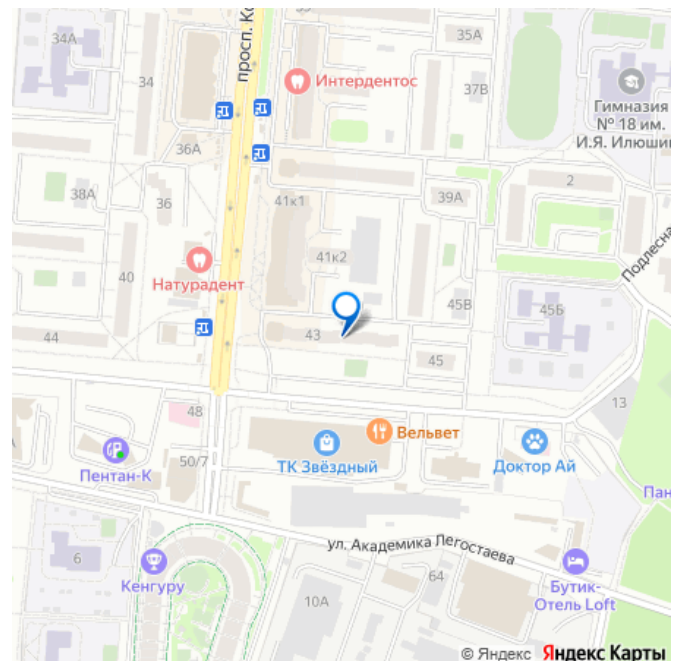 34А
34
просп. Ко
35А
Интердентос
37В
Гимназия
№ 18 им.
И.Я. Илюшин
36А
2
38А
36
41к1
39А
40
Натурадент
41к2
Подлесна
45В
45Б
44
43
45
13
48
Вельвет
ТК Звёздный
Доктор Ай
50/7
Пентан-К
Пан
ул. Академика Легостаева
6
Кенгуру
64
10А
Бутик-
Отель Loft
© Яндекс Яндекс Карты